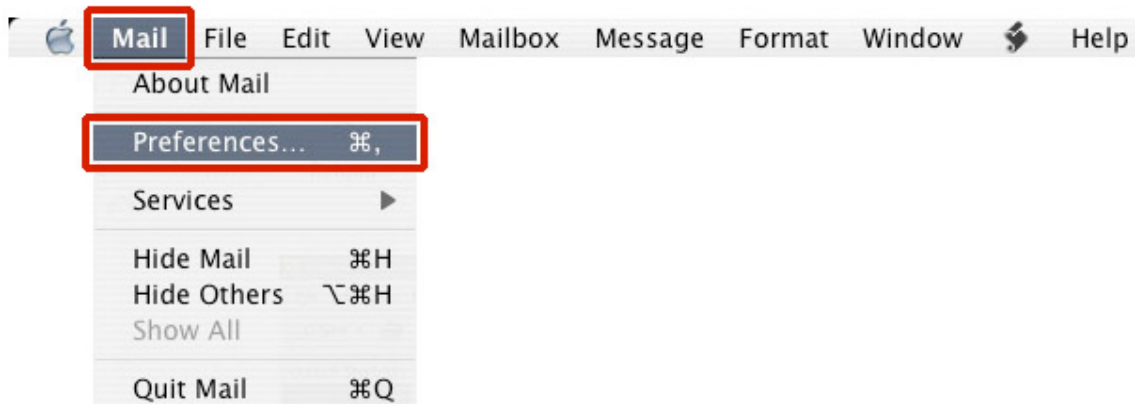 Mail File Edit View Mailbox Message Format Window Help
About Mail
Preferences... ⌘,
Services
Hide Mail ⌘H
Hide Others ⌥⌘H
Show All
Quit Mail ⌘Q